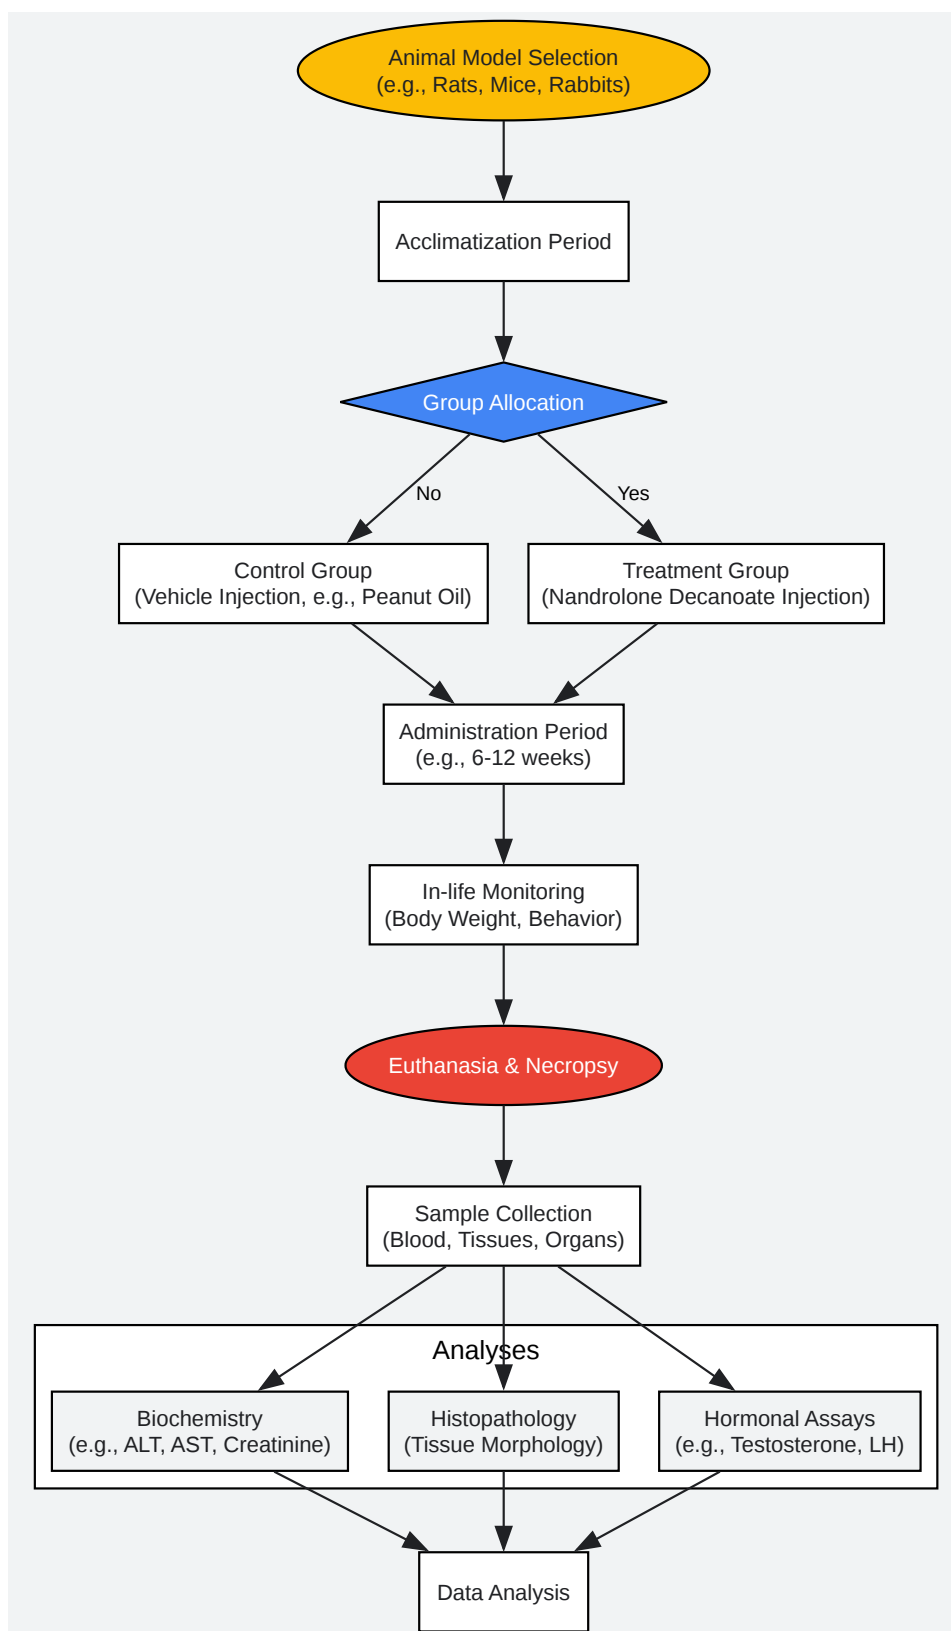 Animal Model Selection
(e.g., Rats, Mice, Rabbits)
Acclimatization Period
Group Allocation
No
Yes
Control Group
(Vehicle Injection, e.g., Peanut Oil)
Treatment Group
(Nandrolone Decanoate Injection)
Administration Period
(e.g., 6-12 weeks)
In-life Monitoring
(Body Weight, Behavior)
Euthanasia & Necropsy
Sample Collection
(Blood, Tissues, Organs)
Analyses
Biochemistry
(e.g., ALT, AST, Creatinine)
Histopathology
(Tissue Morphology)
Hormonal Assays
(e.g., Testosterone, LH)
Data Analysis